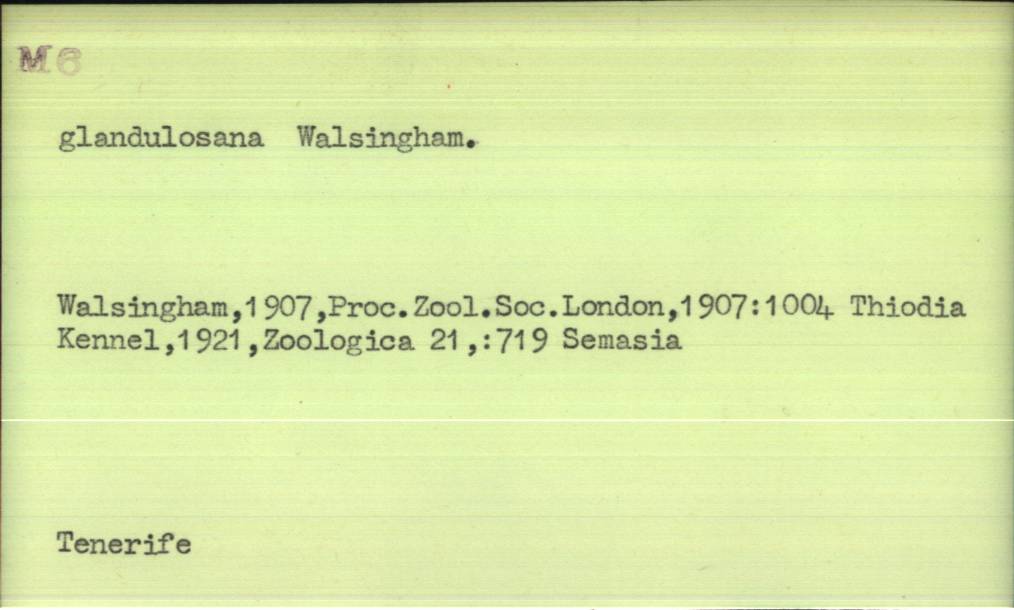 M6
glandulosana Walsingham.
Walsingham,1907,Proc.Zool.Soc.London,1907:1004 Thiodia
Kennel,1921,Zoologica 21,:719 Semasia
Tenerife